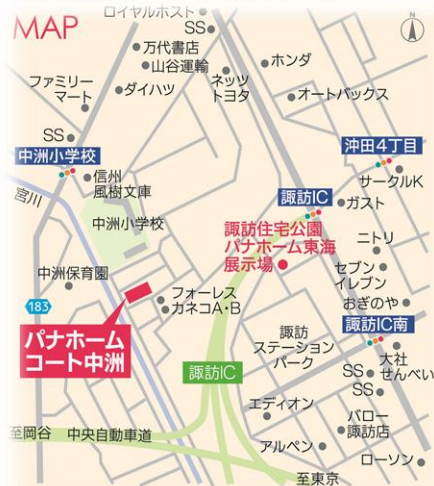 MAP
ロイヤルホスト
SS
N
万代書店
山谷運輸
ダイハツ
ネッツ
トヨタ
ホンダ
オートバックス
ファミリー
マート
SS
中洲小学校
信州
風樹文庫
宮川
中洲小学校
沖田4丁目
サークルK
諏訪IC
ガスト
諏訪住宅公園
パナホーム東海
展示場
ニトリ
セブン
イレブン
おぎのや
中洲保育園
183
フォーレス
カネコA・B
パナホーム
コート中洲
諏訪IC南
諏訪
ステーション
パーク
大社
せんべい
諏訪IC
SS
SS
エディオン
バロー
諏訪店
至岡谷
中央自動車道
アルペン
ローソン
至東京